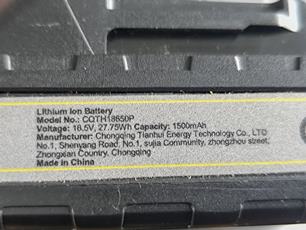 Lithium Ion Battery
Model No.: CQTH18650P
Voltage: 18.5V, 27.75Wh Capacity: 1500mAh
Manufacturer: Chongqing Tianhui Energy Technology Co., LTD
No.1, Shenyang Road, No.1, sujia Community, zhongzhou street,
Zhongxian Country, Chongqing
Made in China